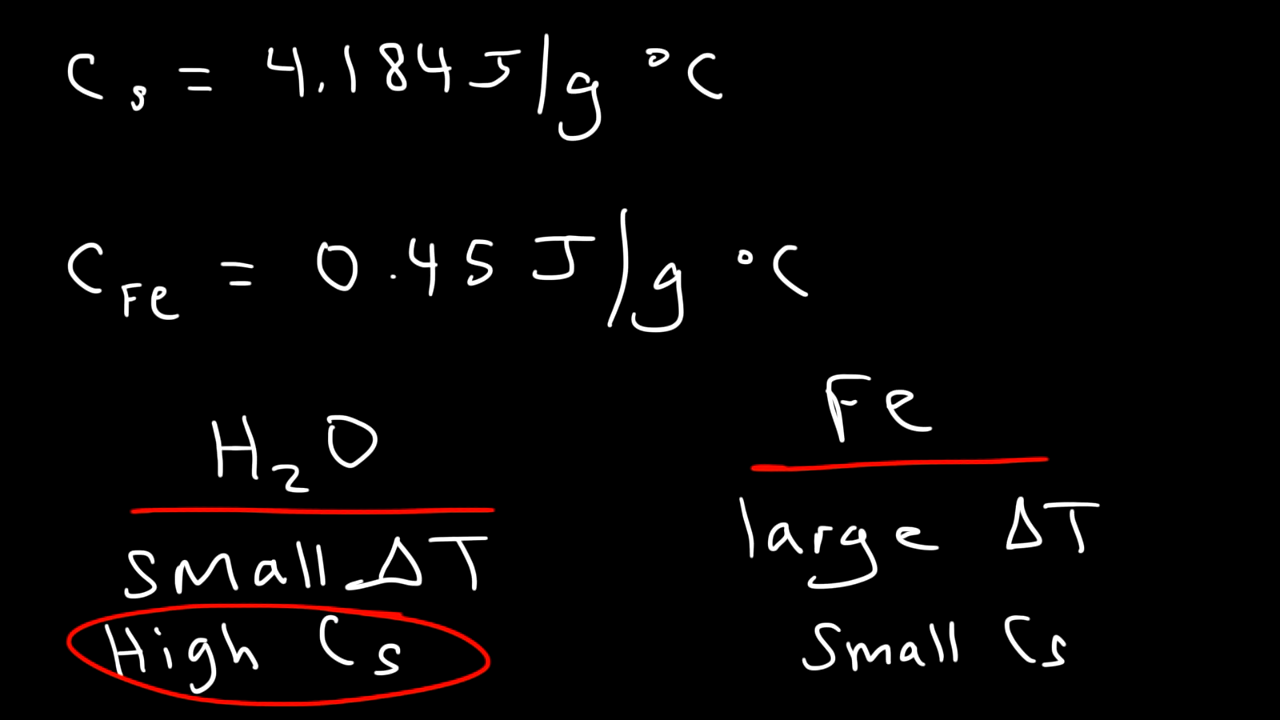 Cs = 4.184 J/g °C
CFe = 0.45 J/g °C
H2O
small ΔT
High Cs
Fe
large ΔT
Small Cs